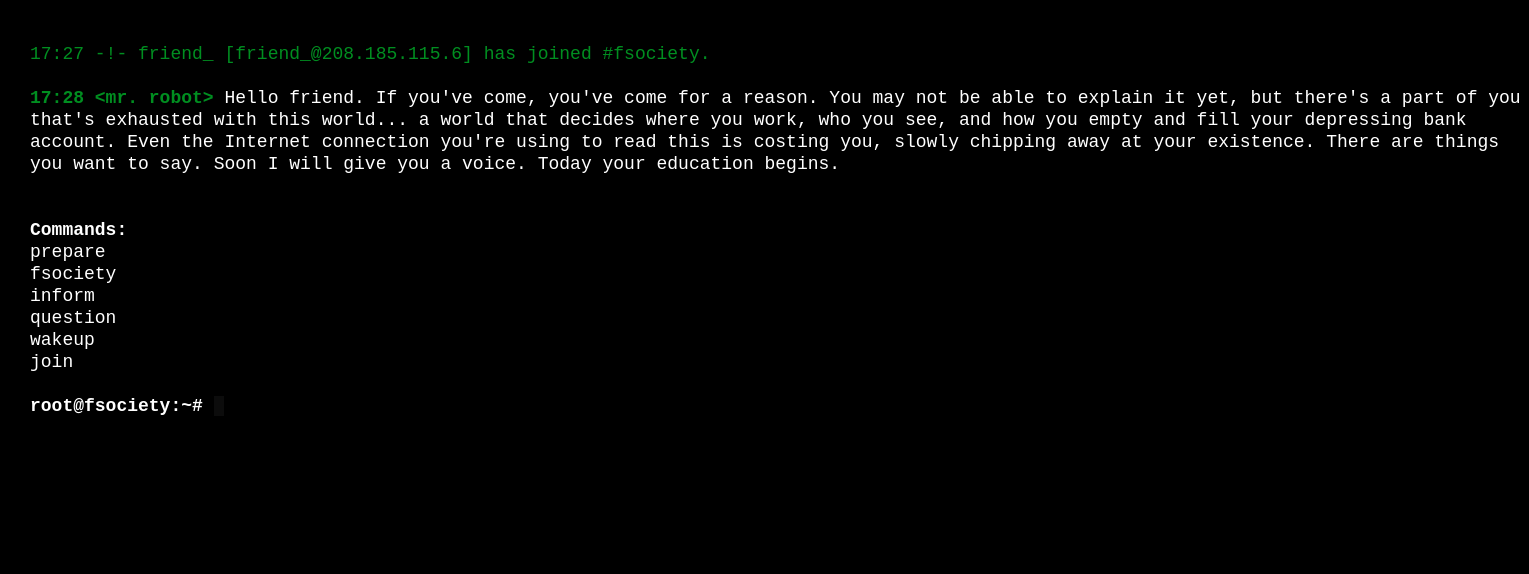 17:27 -!- friend_ [friend_@208.185.115.6] has joined #fsociety.
17:28 <mr. robot> Hello friend. If you've come, you've come for a reason. You may not be able to explain it yet, but there's a part of you
that's exhausted with this world... a world that decides where you work, who you see, and how you empty and fill your depressing bank
account. Even the Internet connection you're using to read this is costing you, slowly chipping away at your existence. There are things
you want to say. Soon I will give you a voice. Today your education begins.
Commands:
prepare
fsociety
inform
question
wakeup
join
root@fsociety:~#